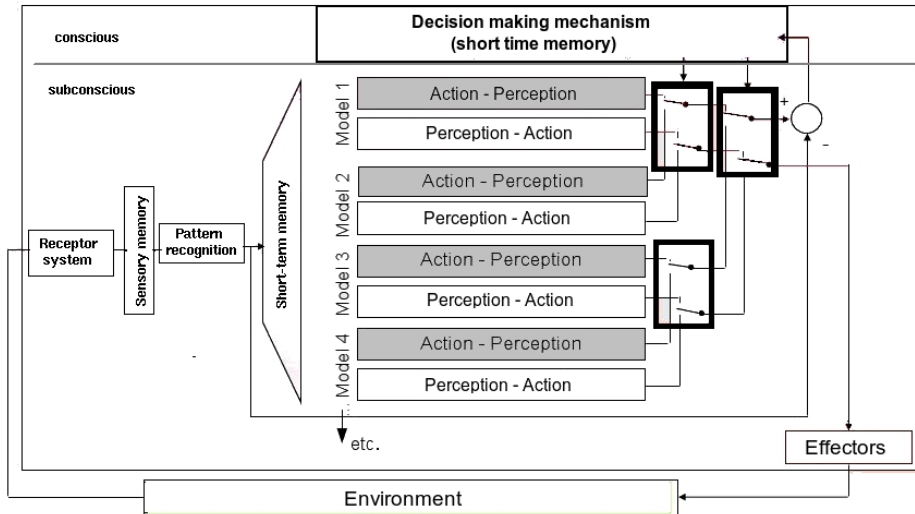 conscious
Decision making mechanism
(short time memory)
subconscious
Model 1
Action - Perception
Perception - Action
+
-
Model 2
Action - Perception
Perception - Action
Receptor
system
Sensory memory
Pattern
recognition
Short-term memory
Model 3
Action - Perception
Perception - Action
Model 4
Action - Perception
Perception - Action
etc.
Effectors
Environment